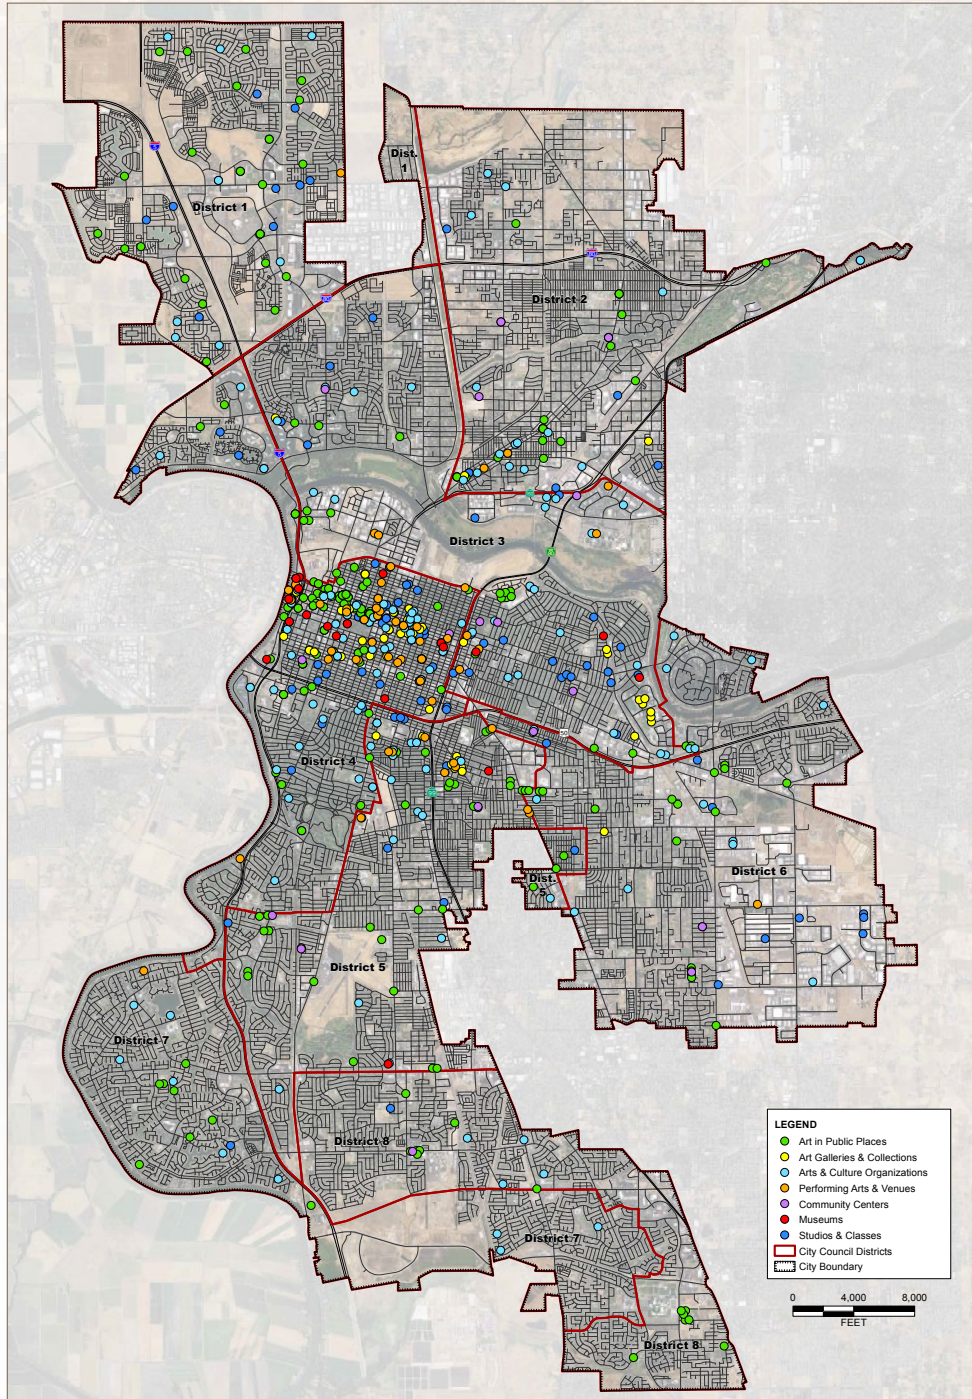 Dist.
1
District 1
District 2
District 3
District 4
Dist.
5
District 6
District 5
District 7
District 8
District 7
District 8
LEGEND
Art in Public Places
Art Galleries & Collections
Arts & Culture Organizations
Performing Arts & Venues
Community Centers
Museums
Studios & Classes
City Council Districts
City Boundary
0 4,000 8,000
FEET